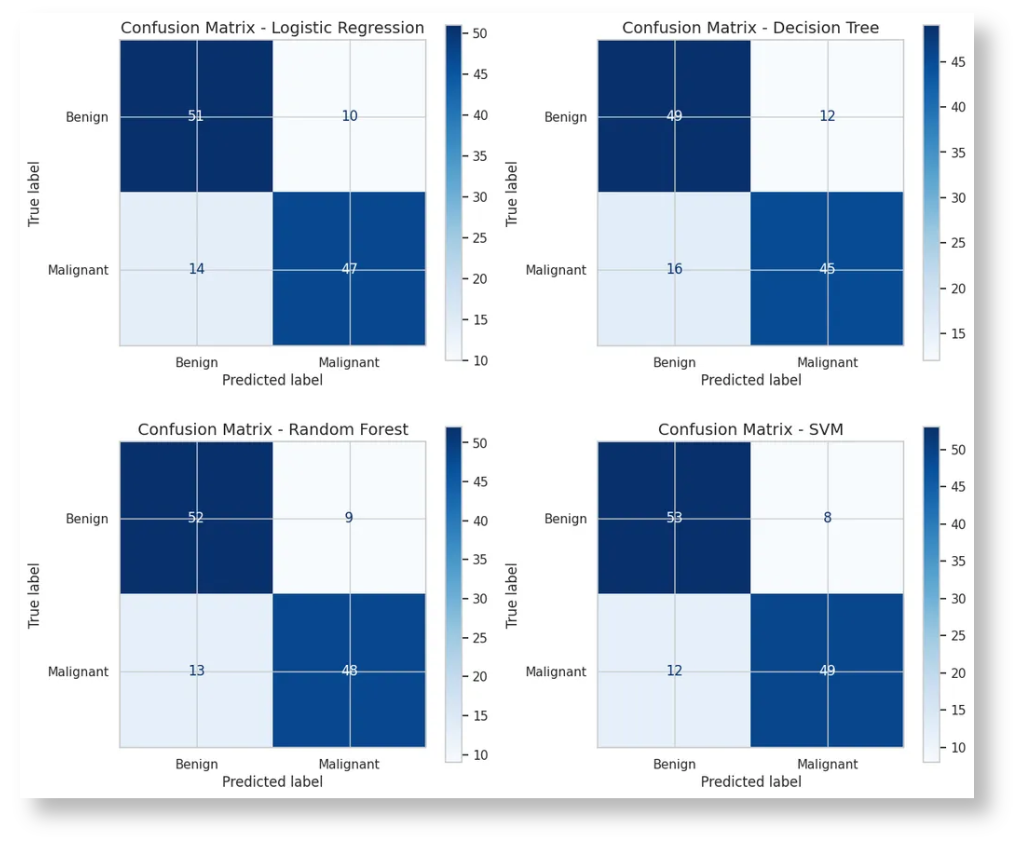 Confusion Matrix - Logistic Regression
True label
Benign
Malignant
51
10
14
47
Benign
Malignant
Predicted label
50
45
40
35
30
25
20
15
10
Confusion Matrix - Decision Tree
True label
Benign
Malignant
49
12
16
45
Benign
Malignant
Predicted label
45
40
35
30
25
20
15
Confusion Matrix - Random Forest
True label
Benign
Malignant
52
9
13
48
Benign
Malignant
Predicted label
50
45
40
35
30
25
20
15
10
Confusion Matrix - SVM
True label
Benign
Malignant
53
8
12
49
Benign
Malignant
Predicted label
50
45
40
35
30
25
20
15
10